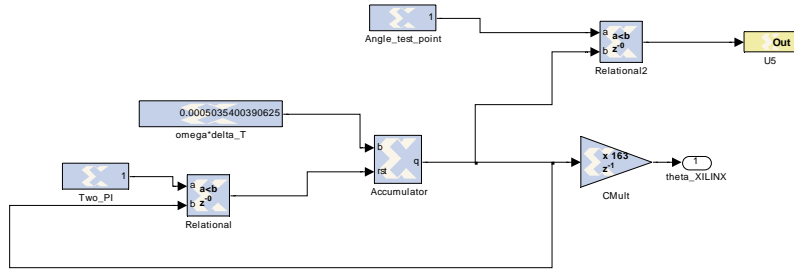 1
Angle_test_point
a
b
a<b
z-0
Relational2
Out
U5
0.0005035400390625
omega*delta_T
b
rst
q
Accumulator
x 163
z-1
CMult
1
theta_XILINX
1
Two_PI
a
b
a<b
z-0
Relational